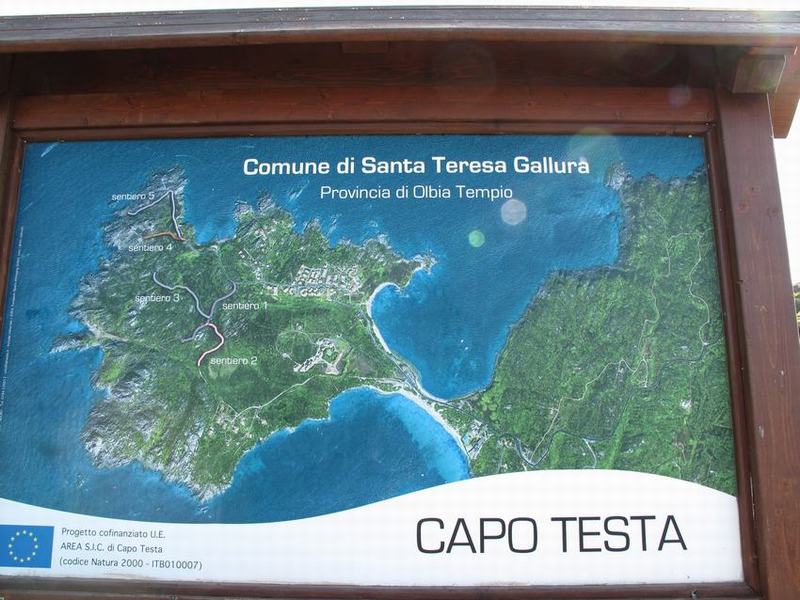 Comune di Santa Teresa Gallura
Provincia di Olbia Tempio
sentiero 5
sentiero 4
sentiero 3
sentiero 1
sentiero 2
CAPO TESTA
Progetto cofinanziato U.E.
AREA S.I.C. di Capo Testa
(codice Natura 2000 - ITB010007)